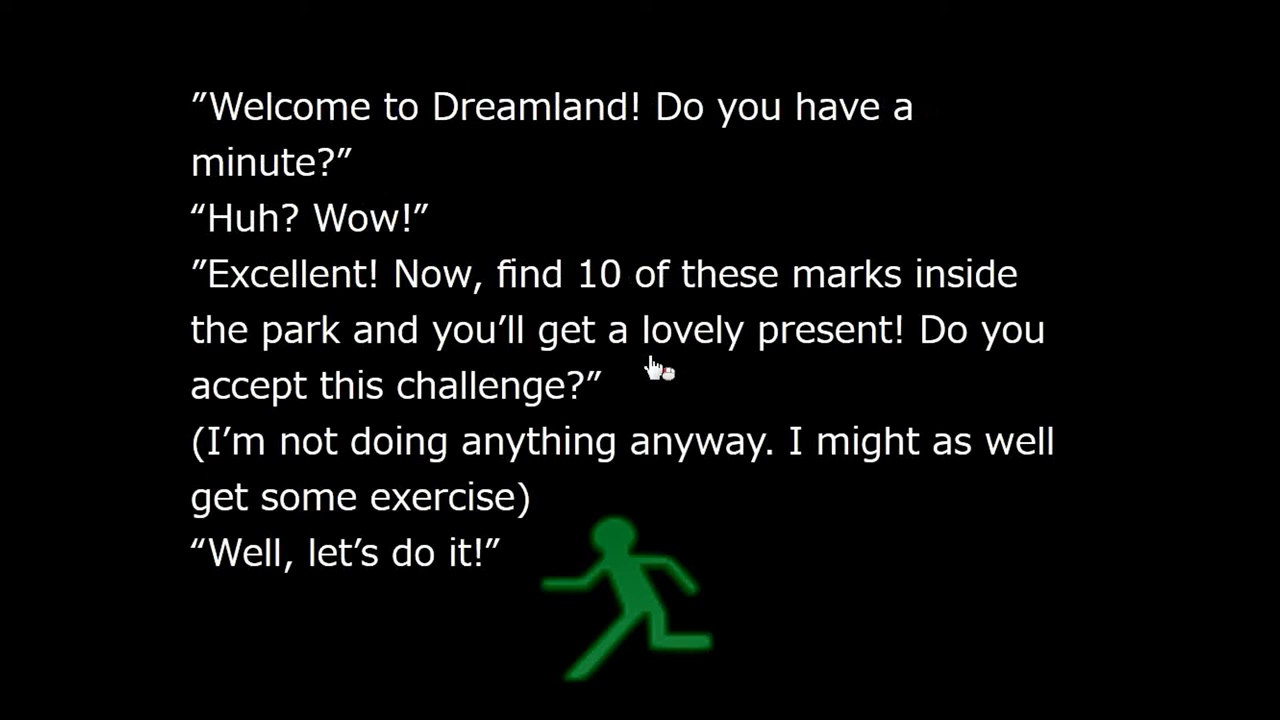 ”Welcome to Dreamland! Do you have a
minute?”
“Huh? Wow!”
”Excellent! Now, find 10 of these marks inside
the park and you’ll get a lovely present! Do you
accept this challenge?”
(I’m not doing anything anyway. I might as well
get some exercise)
“Well, let’s do it!”